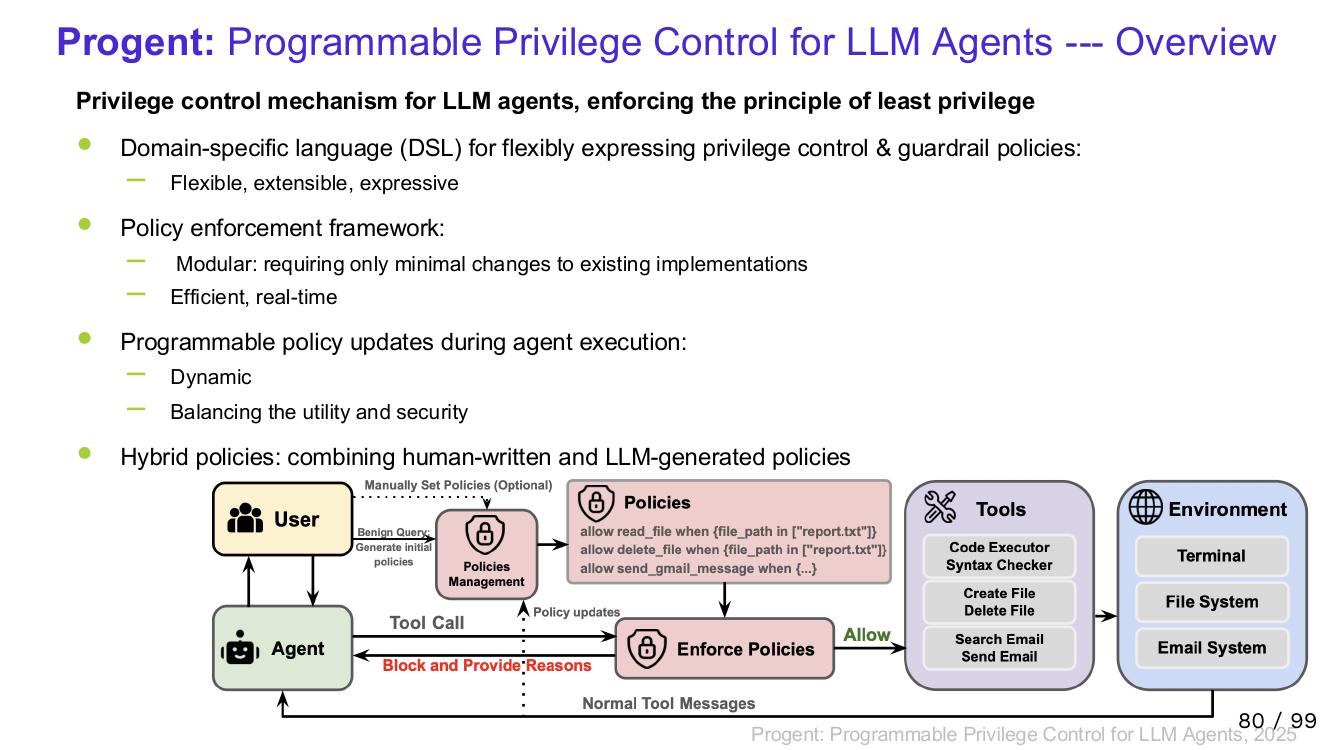 Progent: Programmable Privilege Control for LLM Agents --- Overview
Privilege control mechanism for LLM agents, enforcing the principle of least privilege
Domain-specific language (DSL) for flexibly expressing privilege control & guardrail policies:
Flexible, extensible, expressive
Policy enforcement framework:
Modular: requiring only minimal changes to existing implementations
Efficient, real-time
Programmable policy updates during agent execution:
Dynamic
Balancing the utility and security
Hybrid policies: combining human-written and LLM-generated policies
Manually Set Policies (Optional)
User
Benign Query:
Generate initial
policies
Policies
Management
Policies
allow read_file when {file_path in ["report.txt"]}
allow delete_file when {file_path in ["report.txt"]}
allow send_gmail_message when {...}
Tools
Code Executor
Syntax Checker
Create File
Delete File
Search Email
Send Email
Environment
Terminal
File System
Email System
Agent
Tool Call
Policy updates
Block and Provide Reasons
Enforce Policies
Allow
Normal Tool Messages
80 / 99
Progent: Programmable Privilege Control for LLM Agents, 2025